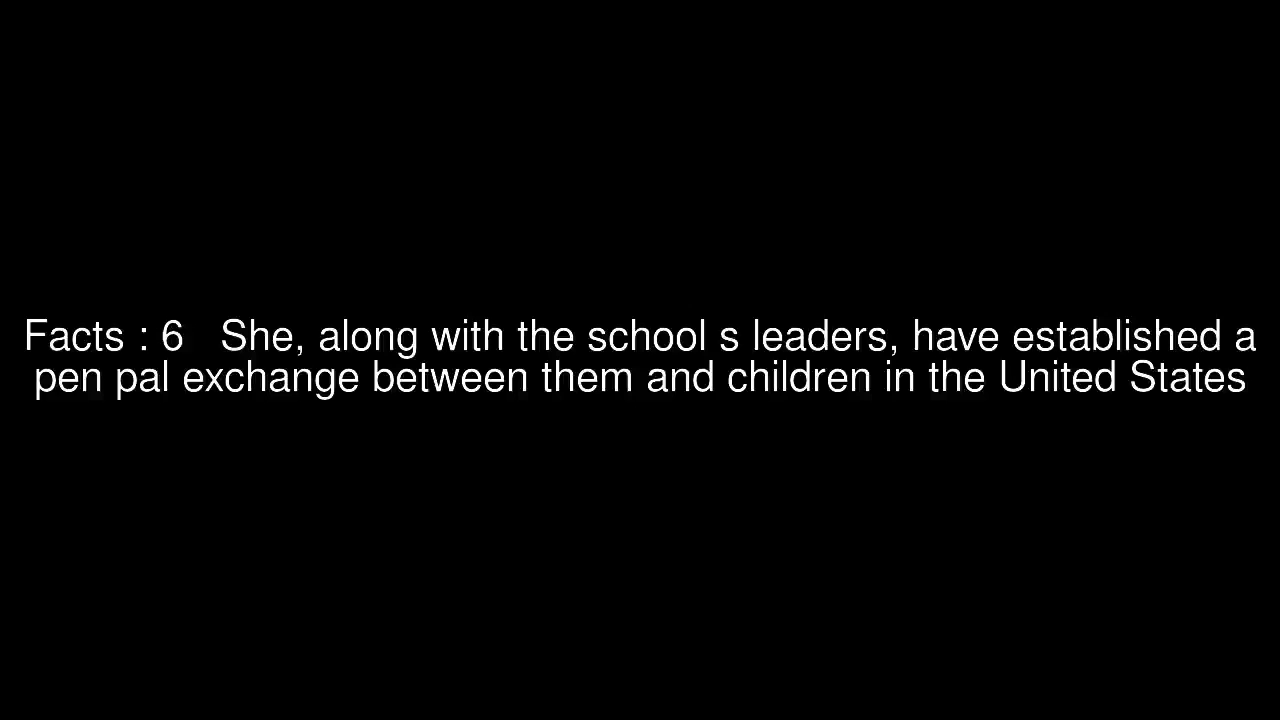 Facts : 6   She, along with the school s leaders, have established a
pen pal exchange between them and children in the United States